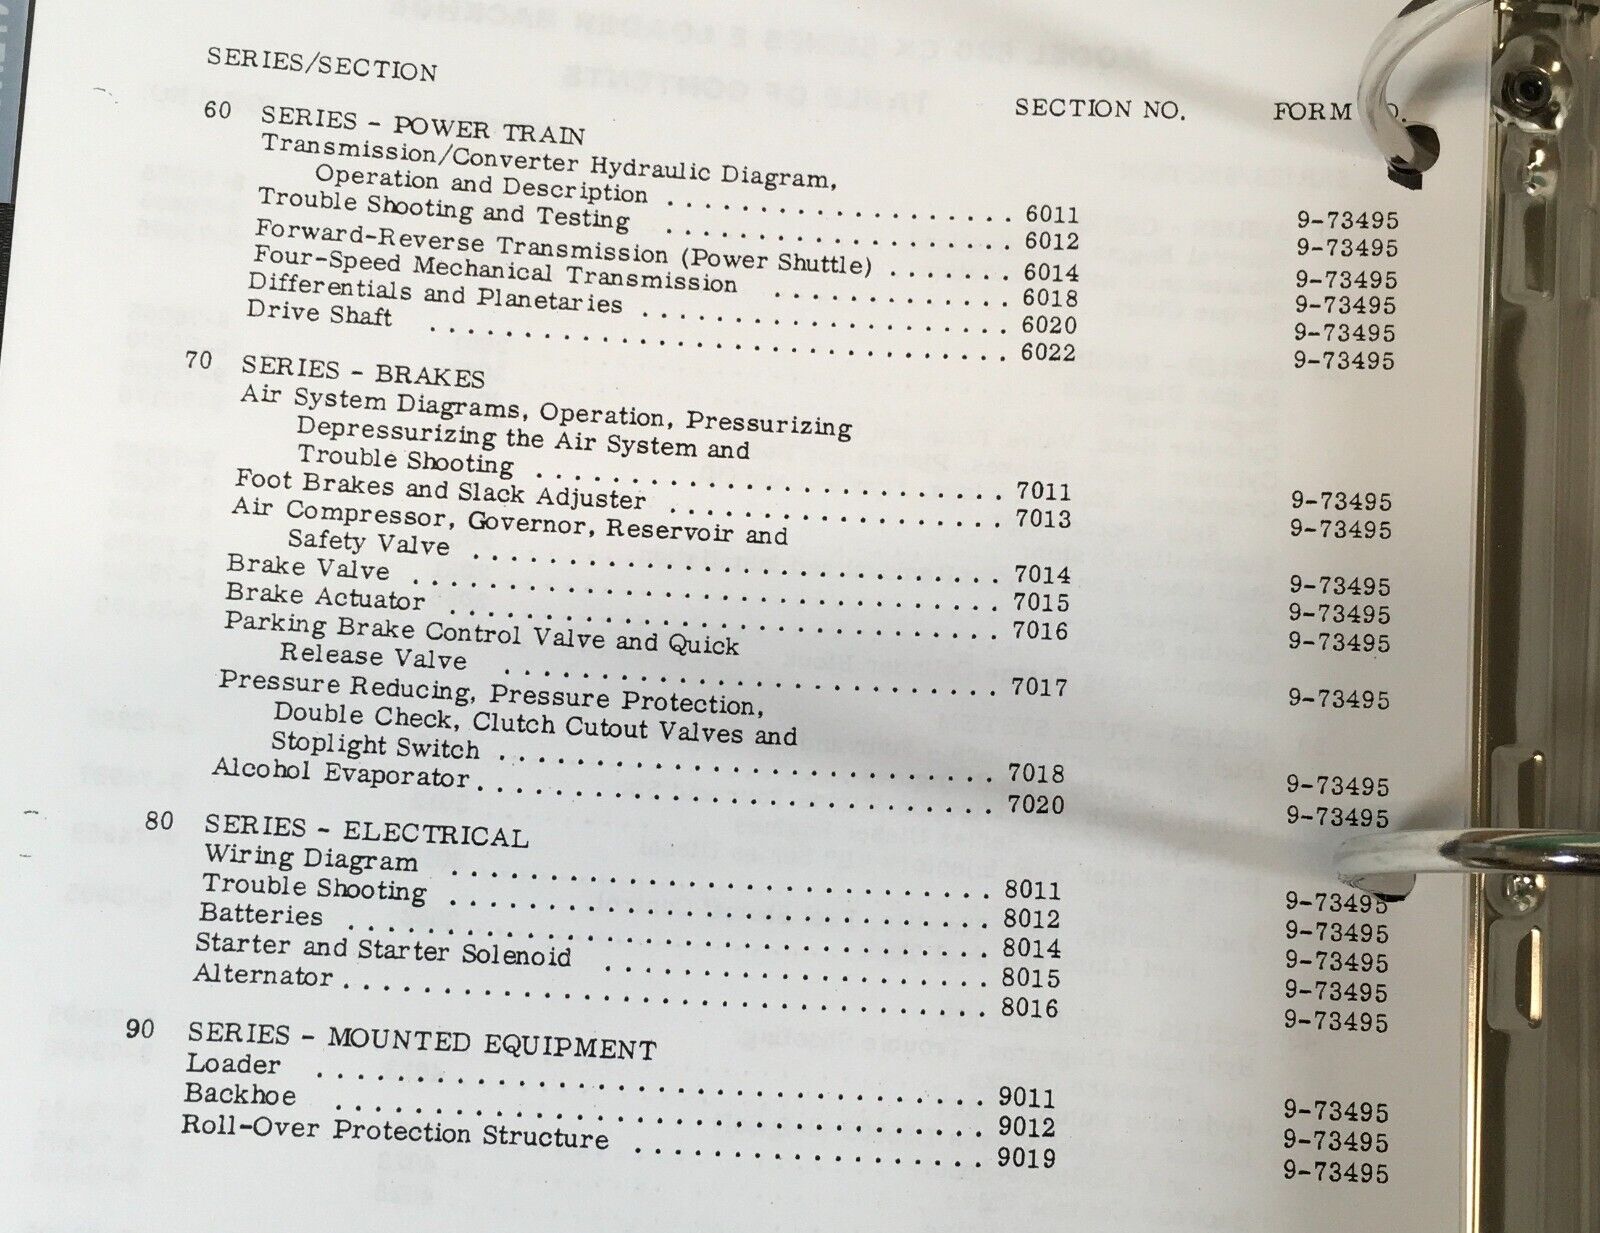 SERIES/SECTION SECTION NO. FORM
60 SERIES - POWER TRAIN
Transmission/Converter Hydraulic Diagram,
Operation and Description . . . . . . . . . . . . . . . . . . . 6011 9-73495
Trouble Shooting and Testing . . . . . . . . . . . . . . . . . . . 6012 9-73495
Forward-Reverse Transmission (Power Shuttle) . . . . . . . 6014 9-73495
Four-Speed Mechanical Transmission . . . . . . . . . . . . . 6018 9-73495
Differentials and Planetaries . . . . . . . . . . . . . . . . . . . . 6020 9-73495
Drive Shaft . . . . . . . . . . . . . . . . . . . . . . . . . . . . . . . 6022 9-73495
70 SERIES - BRAKES
Air System Diagrams, Operation, Pressurizing
Depressurizing the Air System and
Trouble Shooting . . . . . . . . . . . . . . . . . . . . . . . . . 7011 9-73495
Foot Brakes and Slack Adjuster . . . . . . . . . . . . . . . . . . 7013 9-73495
Air Compressor, Governor, Reservoir and
Safety Valve . . . . . . . . . . . . . . . . . . . . . . . . . . . . 7014 9-73495
Brake Valve . . . . . . . . . . . . . . . . . . . . . . . . . . . . . . . 7015 9-73495
Brake Actuator . . . . . . . . . . . . . . . . . . . . . . . . . . . . . 7016 9-73495
Parking Brake Control Valve and Quick
Release Valve . . . . . . . . . . . . . . . . . . . . . . . . . . 7017 9-73495
Pressure Reducing, Pressure Protection,
Double Check, Clutch Cutout Valves and
Stoplight Switch . . . . . . . . . . . . . . . . . . . . . . . . . . 7018 9-73495
Alcohol Evaporator . . . . . . . . . . . . . . . . . . . . . . . . . . . 7020 9-73495
80 SERIES - ELECTRICAL
Wiring Diagram . . . . . . . . . . . . . . . . . . . . . . . . . . . . 8011 9-73495
Trouble Shooting . . . . . . . . . . . . . . . . . . . . . . . . . . . . 8012 9-73495
Batteries . . . . . . . . . . . . . . . . . . . . . . . . . . . . . . . . . 8014 9-73495
Starter and Starter Solenoid . . . . . . . . . . . . . . . . . . . . 8015 9-73495
Alternator . . . . . . . . . . . . . . . . . . . . . . . . . . . . . . . . 8016 9-73495
90 SERIES - MOUNTED EQUIPMENT
Loader . . . . . . . . . . . . . . . . . . . . . . . . . . . . . . . . . . 9011 9-73495
Backhoe . . . . . . . . . . . . . . . . . . . . . . . . . . . . . . . . . 9012 9-73495
Roll-Over Protection Structure . . . . . . . . . . . . . . . . . . 9019 9-73495